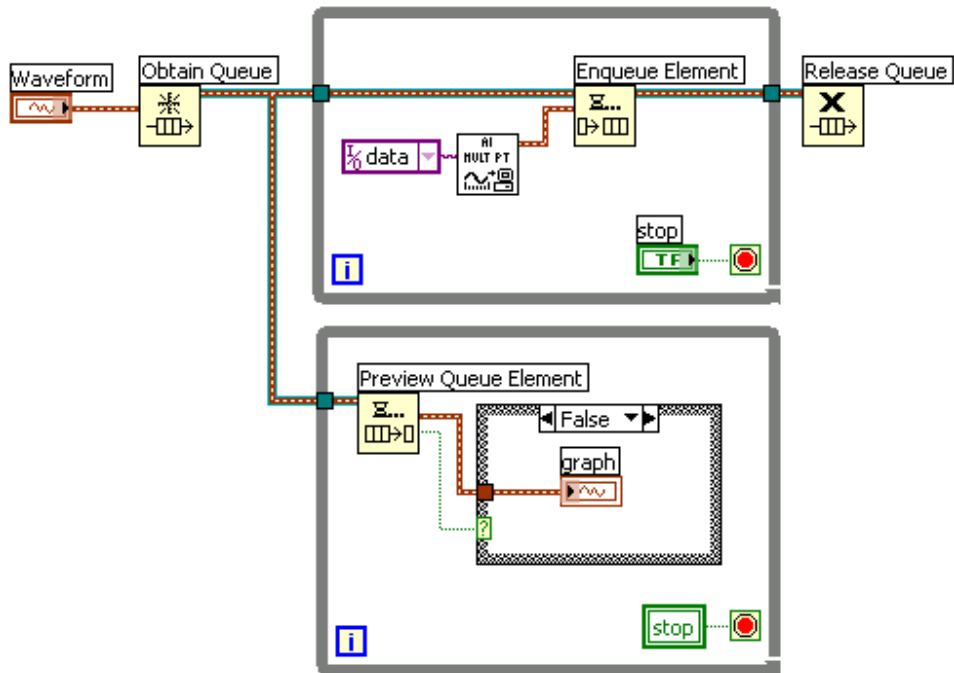 Waveform
Obtain Queue
Enqueue Element
Release Queue
I/O data
AI
MULT PT
stop
TF
i
Preview Queue Element
False
graph
?
i
stop